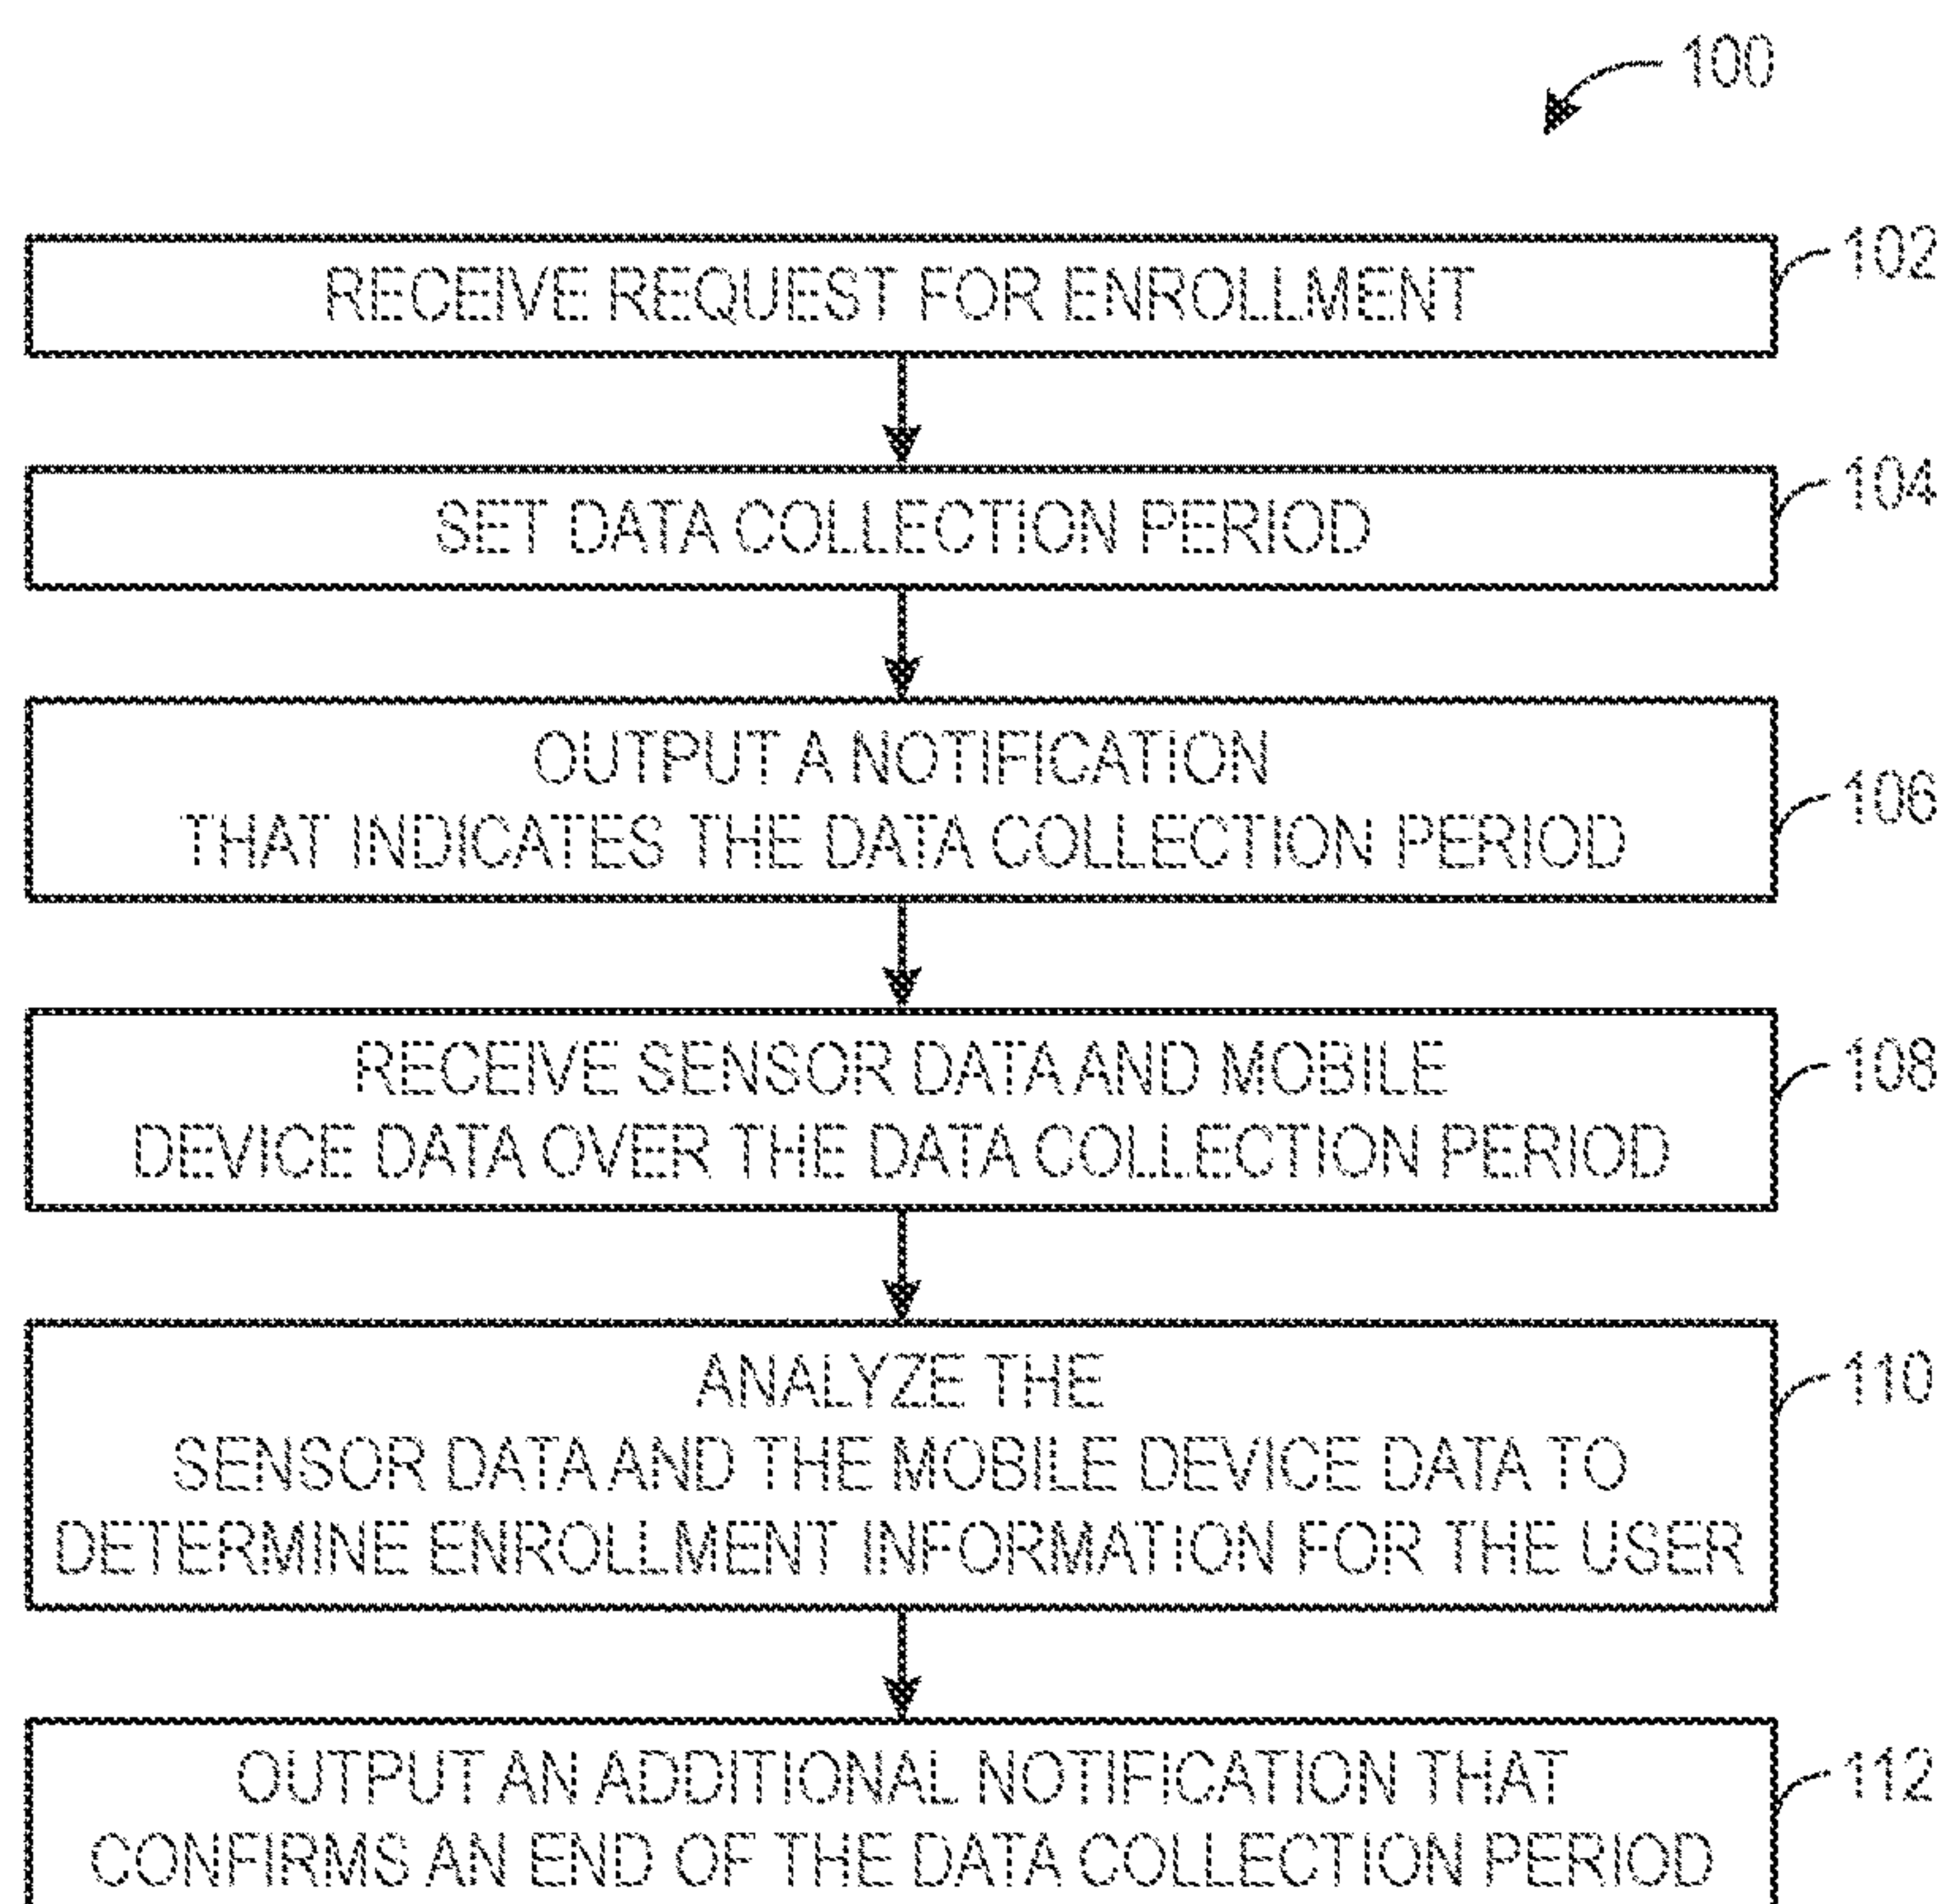 100
RECEIVE REQUEST FOR ENROLLMENT
102
SET DATA COLLECTION PERIOD
104
OUTPUT A NOTIFICATION
THAT INDICATES THE DATA COLLECTION PERIOD
106
RECEIVE SENSOR DATA AND MOBILE
DEVICE DATA OVER THE DATA COLLECTION PERIOD
108
ANALYZE THE
SENSOR DATA AND THE MOBILE DEVICE DATA TO
DETERMINE ENROLLMENT INFORMATION FOR THE USER
110
OUTPUT AN ADDITIONAL NOTIFICATION THAT
CONFIRMS AN END OF THE DATA COLLECTION PERIOD
112